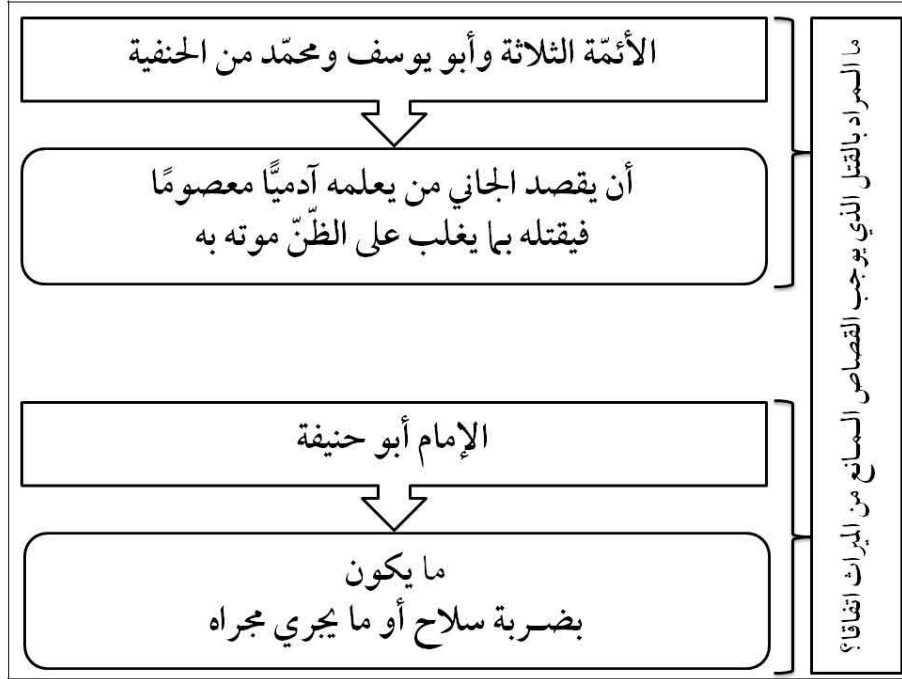 ما المراد بالقتل الذي يوجب القصاص المانع من الميراث اتفاقا؟
الأئمّة الثلاثة وأبو يوسف ومحمّد من الحنفية
أن يقصد الجاني من يعلمه آدميًّا معصومًا
فيقتله بما يغلب على الظّنّ موته به
الإمام أبو حنيفة
ما يكون
بضربة سلاح أو ما يجري مجراه